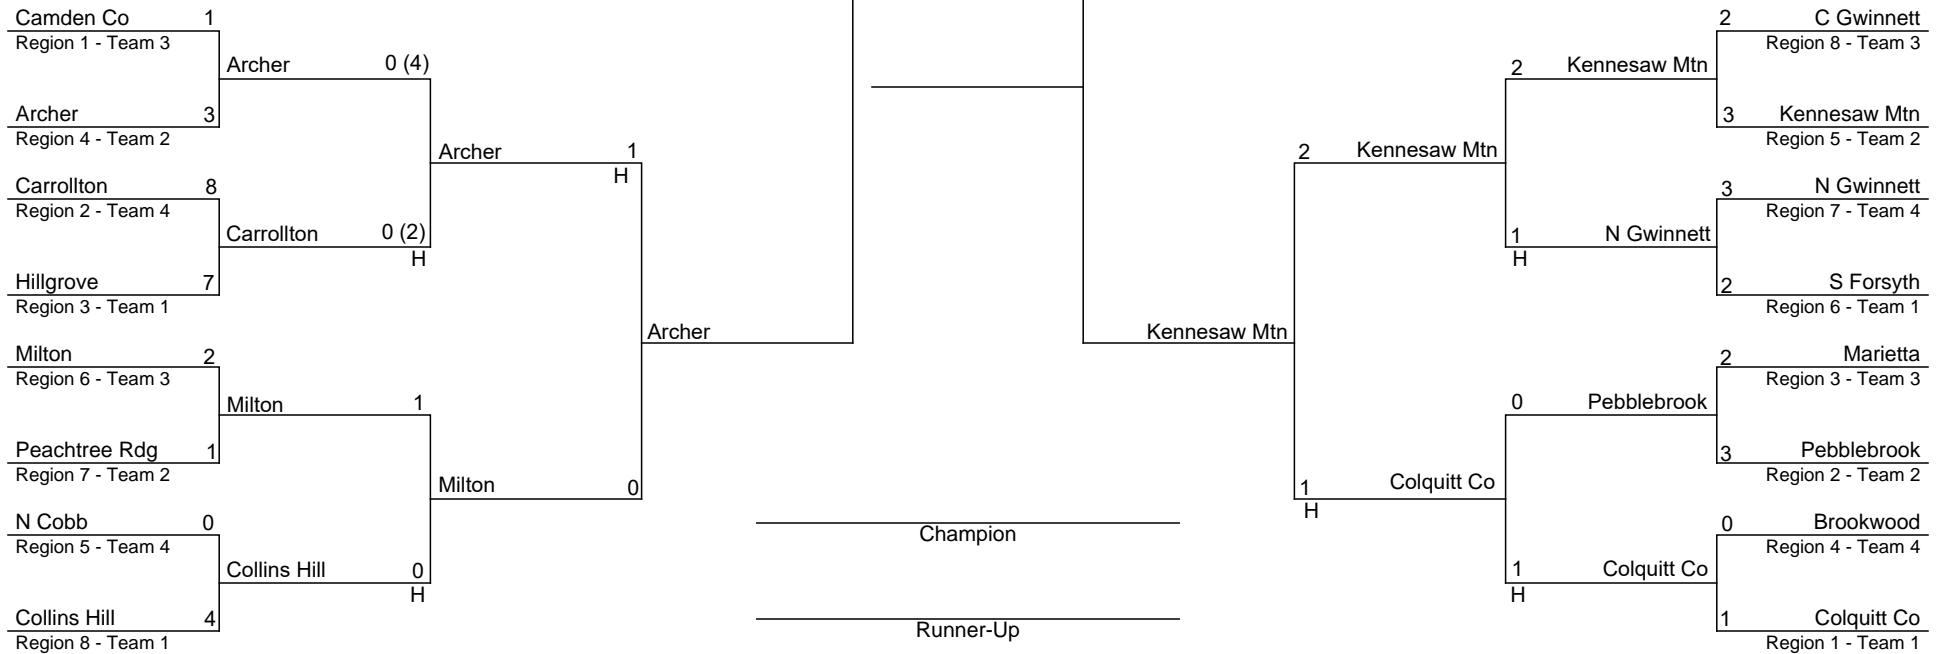 Camden Co 1
Region 1 - Team 3
Archer 0 (4)
Archer 3
Region 4 - Team 2
Archer 1
H
Carrollton 8
Region 2 - Team 4
Carrollton 0 (2)
H
Hillgrove 7
Region 3 - Team 1
Archer
Milton 2
Region 6 - Team 3
Milton 1
Peachtree Rdg 1
Region 7 - Team 2
Milton 0
N Cobb 0
Region 5 - Team 4
Collins Hill 0
H
Collins Hill 4
Region 8 - Team 1
Champion
Runner-Up
2 C Gwinnett
Region 8 - Team 3
2 Kennesaw Mtn
3 Kennesaw Mtn
Region 5 - Team 2
2 Kennesaw Mtn
3 N Gwinnett
Region 7 - Team 4
1 N Gwinnett
H
2 S Forsyth
Region 6 - Team 1
Kennesaw Mtn
2 Marietta
Region 3 - Team 3
0 Pebblebrook
3 Pebblebrook
Region 2 - Team 2
1 Colquitt Co
H
0 Brookwood
Region 4 - Team 4
1 Colquitt Co
H
1 Colquitt Co
Region 1 - Team 1